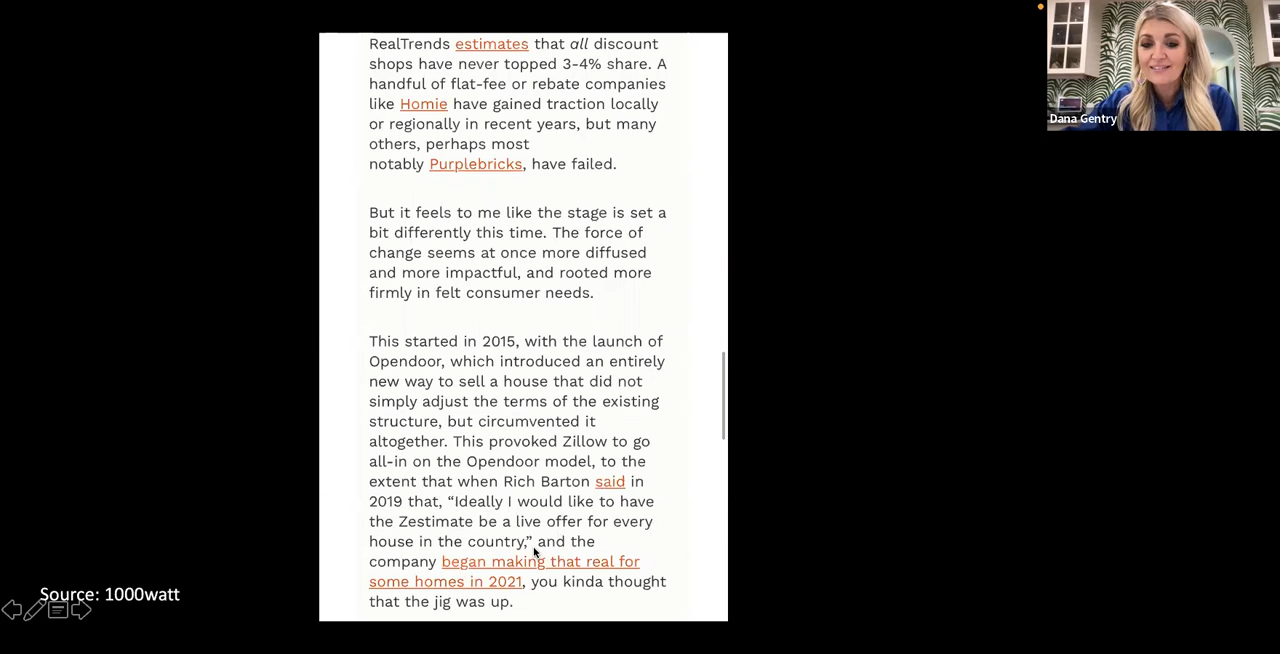 RealTrends estimates that all discount
shops have never topped 3-4% share. A
handful of flat-fee or rebate companies
like Homie have gained traction locally
or regionally in recent years, but many
others, perhaps most
notably Purplebricks, have failed.
But it feels to me like the stage is set a
bit differently this time. The force of
change seems at once more diffused
and more impactful, and rooted more
firmly in felt consumer needs.
This started in 2015, with the launch of
Opendoor, which introduced an entirely
new way to sell a house that did not
simply adjust the terms of the existing
structure, but circumvented it
altogether. This provoked Zillow to go
all-in on the Opendoor model, to the
extent that when Rich Barton said in
2019 that, “Ideally I would like to have
the Zestimate be a live offer for every
house in the country,” and the
company began making that real for
some homes in 2021, you kinda thought
that the jig was up.
Source: 1000watt
Dana Gentry